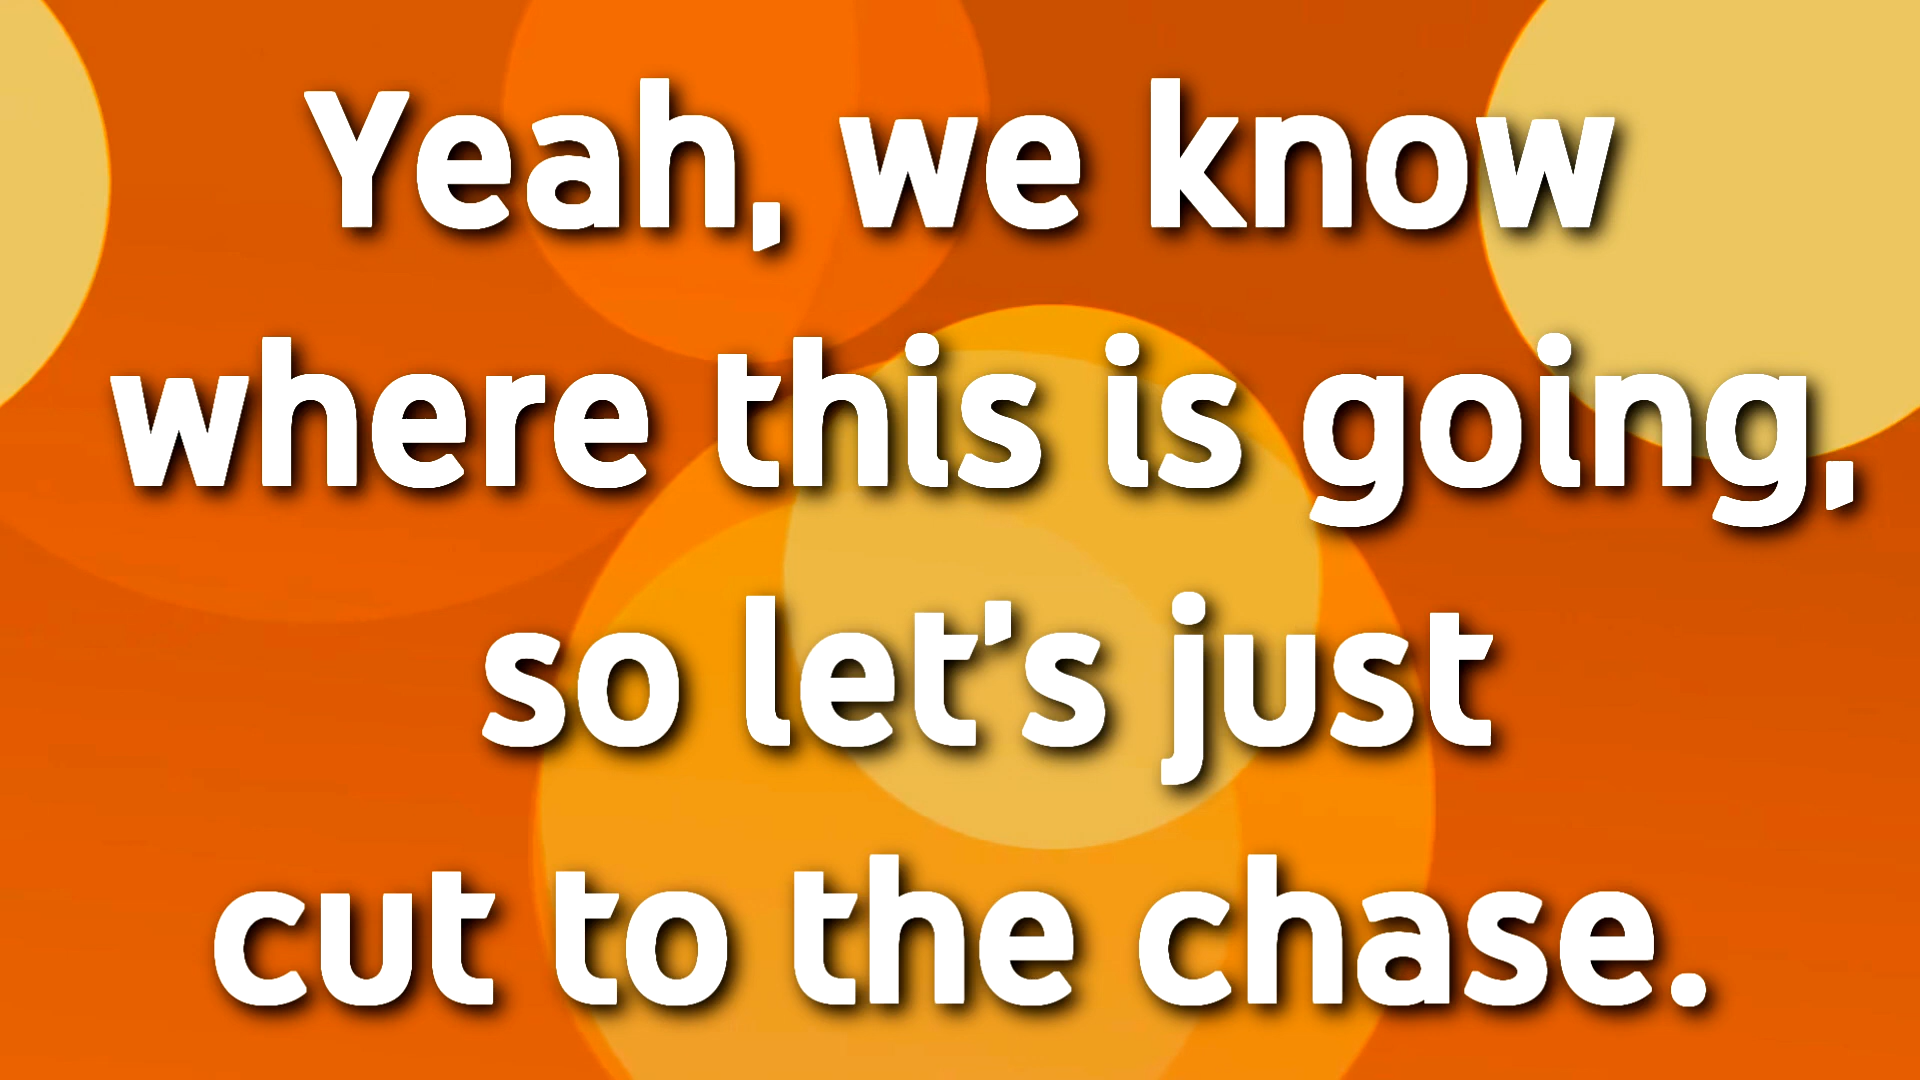 Yeah, we know
where this is going,
so let's just
cut to the chase.